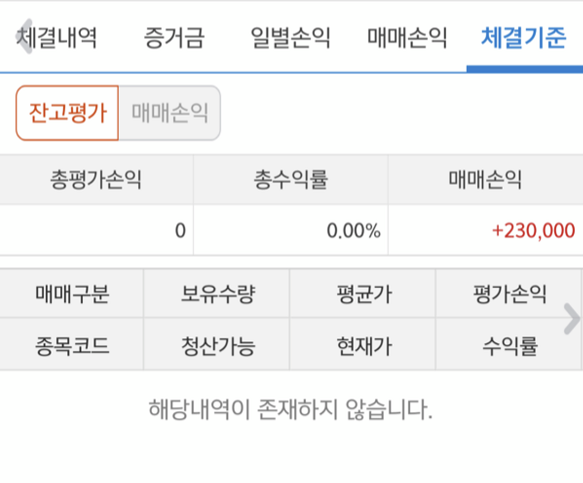 체결내역 증거금 일별손익 매매손익 체결기준
잔고평가 매매손익
총평가손익 총수익률 매매손익
0 0.00% +230,000
매매구분 보유수량 평균가 평가손익
종목코드 청산가능 현재가 수익률
해당내역이 존재하지 않습니다.